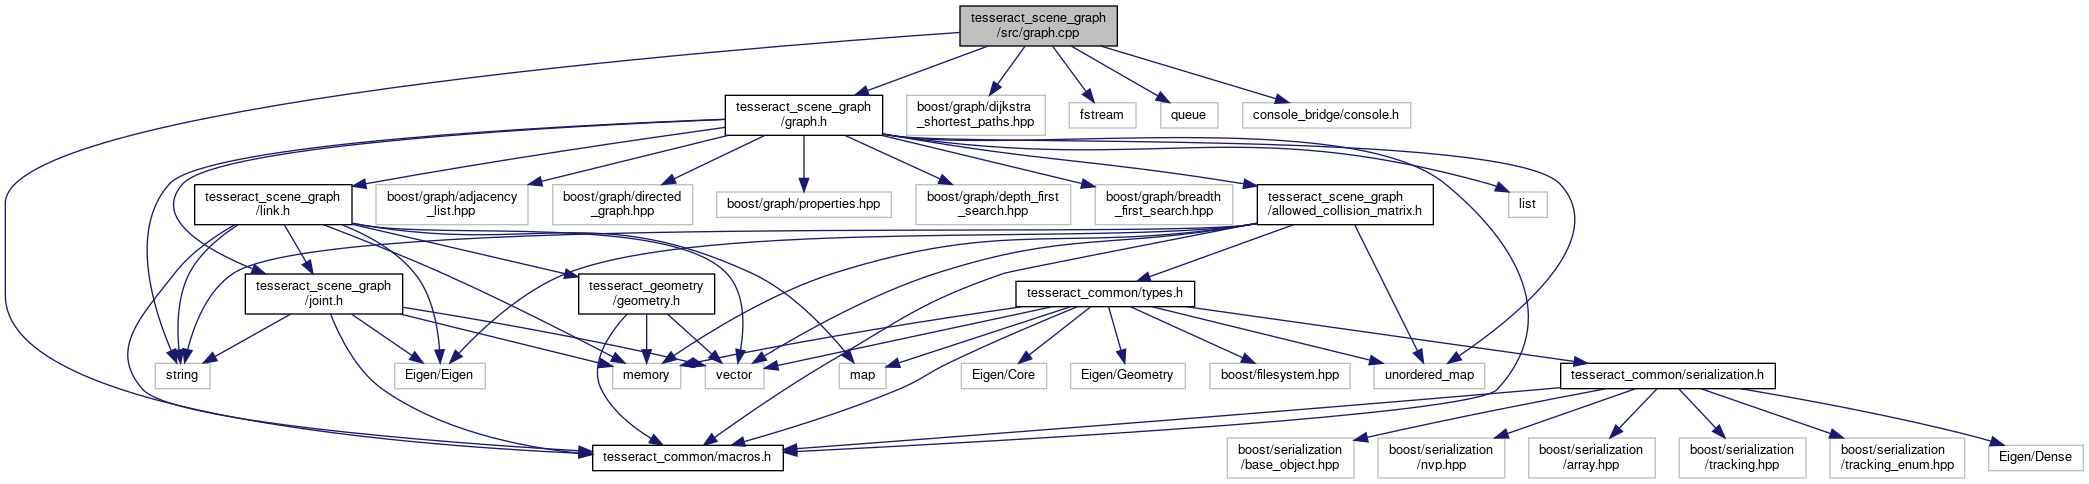 tesseract_scene_graph
/src/graph.cpp
tesseract_scene_graph
/graph.h
boost/graph/dijkstra
_shortest_paths.hpp
fstream
queue
console_bridge/console.h
tesseract_scene_graph
/link.h
boost/graph/adjacency
_list.hpp
boost/graph/directed
_graph.hpp
boost/graph/properties.hpp
boost/graph/depth_first
_search.hpp
boost/graph/breadth
_first_search.hpp
tesseract_scene_graph
/allowed_collision_matrix.h
list
tesseract_scene_graph
/joint.h
tesseract_geometry
/geometry.h
tesseract_common/types.h
string
Eigen/Eigen
memory
vector
map
Eigen/Core
Eigen/Geometry
boost/filesystem.hpp
unordered_map
tesseract_common/serialization.h
tesseract_common/macros.h
boost/serialization
/base_object.hpp
boost/serialization
/nvp.hpp
boost/serialization
/array.hpp
boost/serialization
/tracking.hpp
boost/serialization
/tracking_enum.hpp
Eigen/Dense